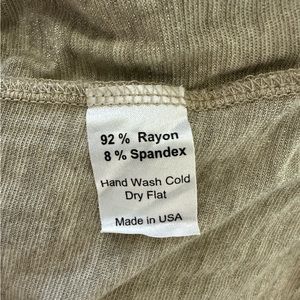 92 % Rayon
8 % Spandex
Hand Wash Cold
Dry Flat
Made in USA